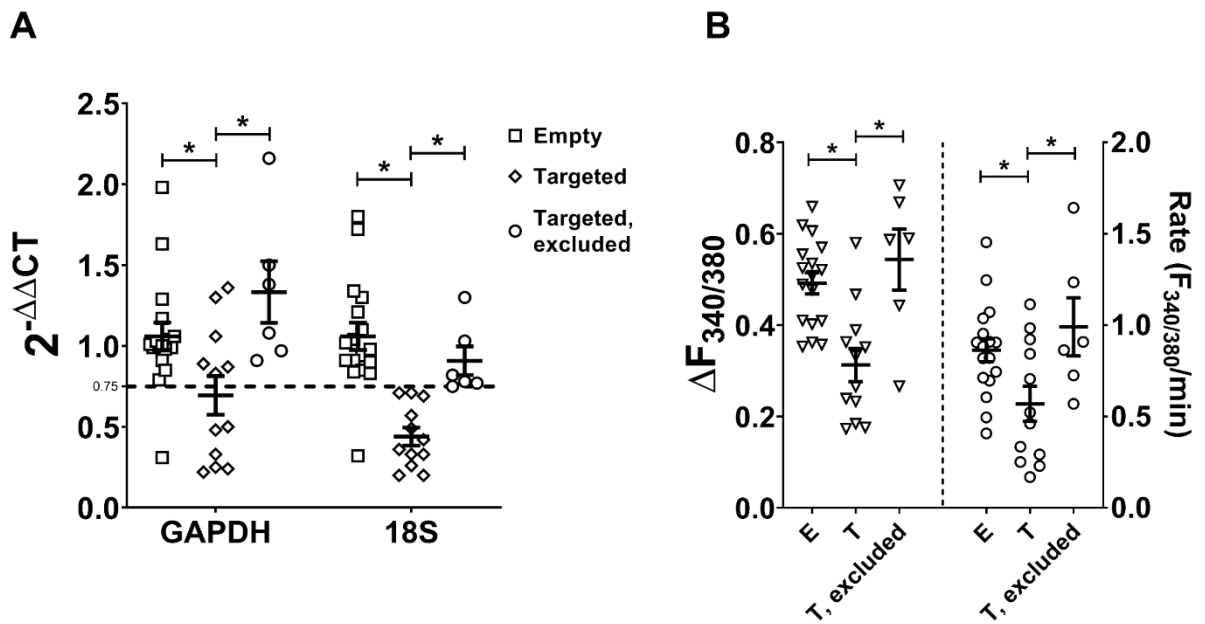 A
2^-ΔΔCT
2.5
2.0
1.5
1.0
0.75
0.5
0.0
* * * *
GAPDH 18S
Empty
Targeted
Targeted,
excluded
B
ΔF340/380
0.8
0.6
0.4
0.2
0.0
* * * *
E T T, excluded E T T, excluded
2.0
1.5
1.0
0.5
0.0
Rate (F340/380/min)